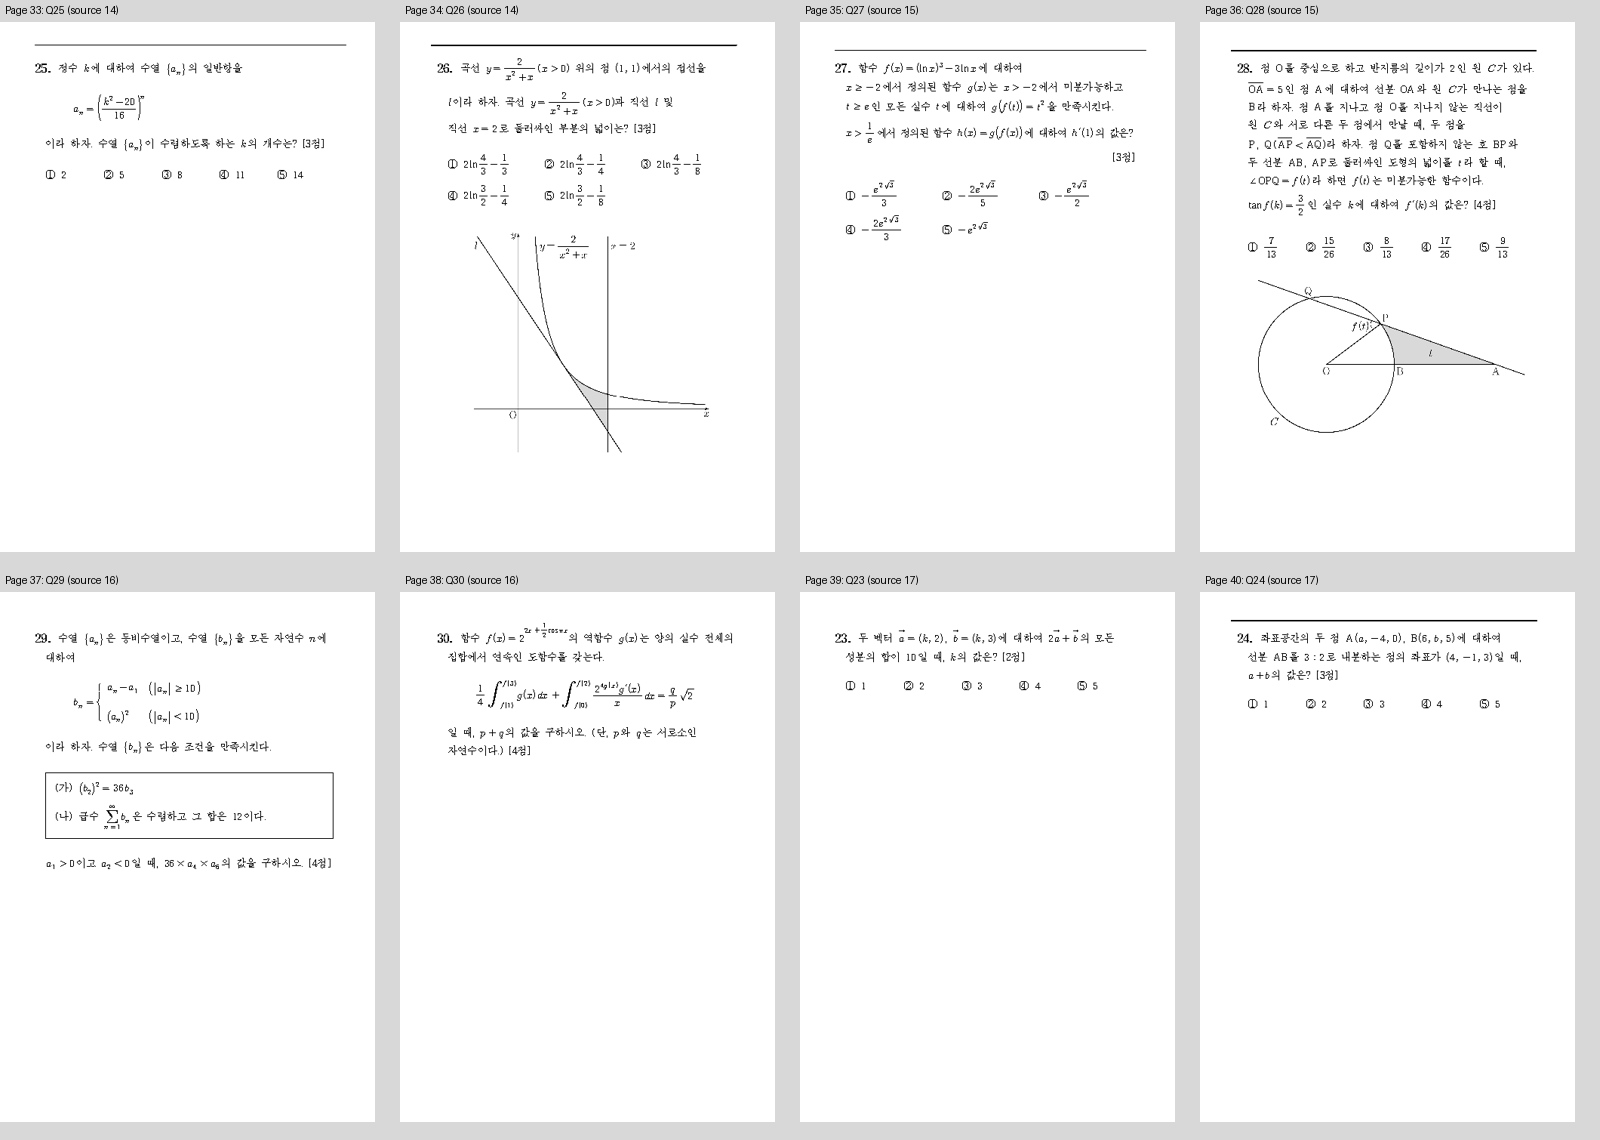 Page 33: Q25 (source 14)
25. 정수 k에 대하여 수열 {a_n}의 일반항을
a_n = ((k² − 20)/16)^n
이라 하자. 수열 {a_n}이 수렴하도록 하는 k의 개수는? [3점]
① 2 ② 5 ③ 8 ④ 11 ⑤ 14
Page 34: Q26 (source 14)
26. 곡선 y = 2/(x² + x) (x > 0) 위의 점 (1, 1)에서의 접선을
l이라 하자. 곡선 y = 2/(x² + x) (x > 0)과 직선 l 및
직선 x = 2로 둘러싸인 부분의 넓이는? [3점]
① 2ln 4/3 − 1/3 ② 2ln 4/3 − 1/4 ③ 2ln 4/3 − 1/8
④ 2ln 3/2 − 1/4 ⑤ 2ln 3/2 − 1/8
l y y = 2/(x² + x) x = 2
O x
Page 35: Q27 (source 15)
27. 함수 f(x) = (ln x)³ − 3ln x에 대하여
x ≥ −2에서 정의된 함수 g(x)는 x > −2에서 미분가능하고
t ≥ e인 모든 실수 t에 대하여 g(f(t)) = t²을 만족시킨다.
x > 1/e 에서 정의된 함수 h(x) = g(f(x))에 대하여 h′(1)의 값은?
[3점]
① −e^(2√3)/3 ② −2e^(2√3)/5 ③ −e^(2√3)/2
④ −2e^(2√3)/3 ⑤ −e^(2√3)
Page 36: Q28 (source 15)
28. 점 O를 중심으로 하고 반지름의 길이가 2인 원 C가 있다.
OA = 5인 점 A에 대하여 선분 OA와 원 C가 만나는 점을
B라 하자. 점 A를 지나고 점 O를 지나지 않는 직선이
원 C와 서로 다른 두 점에서 만날 때, 두 점을
P, Q(AP < AQ)라 하자. 점 Q를 포함하지 않는 호 BP와
두 선분 AB, AP로 둘러싸인 도형의 넓이를 t라 할 때,
∠OPQ = f(t)라 하면 f(t)는 미분가능한 함수이다.
tan f(k) = 3/2 인 실수 k에 대하여 f′(k)의 값은? [4점]
① 7/13 ② 15/26 ③ 8/13 ④ 17/26 ⑤ 9/13
Q
P
f(t)
t
O B A
C
Page 37: Q29 (source 16)
29. 수열 {a_n}은 등비수열이고, 수열 {b_n}을 모든 자연수 n에
대하여
b_n = { a_n − a_1 (|a_n| ≥ 10)
(a_n)² (|a_n| < 10)
이라 하자. 수열 {b_n}은 다음 조건을 만족시킨다.
(가) (b_2)² = 36b_3
(나) 급수 ∑_{n=1}^{∞} b_n은 수렴하고 그 합은 12이다.
a_1 > 0이고 a_2 < 0일 때, 36 × a_4 × a_6의 값을 구하시오. [4점]
Page 38: Q30 (source 16)
30. 함수 f(x) = 2^(2x + 1/2 cos πx)의 역함수 g(x)는 양의 실수 전체의
집합에서 연속인 도함수를 갖는다.
1/4 ∫_{f(1)}^{f(3)} g(x) dx + ∫_{f(0)}^{f(2)} 2^{4g(x)} g′(x)/x dx = q/p √2
일 때, p + q의 값을 구하시오. (단, p와 q는 서로소인
자연수이다.) [4점]
Page 39: Q23 (source 17)
23. 두 벡터 a⃗ = (k, 2), b⃗ = (k, 3)에 대하여 2a⃗ + b⃗의 모든
성분의 합이 10일 때, k의 값은? [2점]
① 1 ② 2 ③ 3 ④ 4 ⑤ 5
Page 40: Q24 (source 17)
24. 좌표공간의 두 점 A(a, −4, 0), B(6, b, 5)에 대하여
선분 AB를 3 : 2로 내분하는 점의 좌표가 (4, −1, 3)일 때,
a + b의 값은? [3점]
① 1 ② 2 ③ 3 ④ 4 ⑤ 5